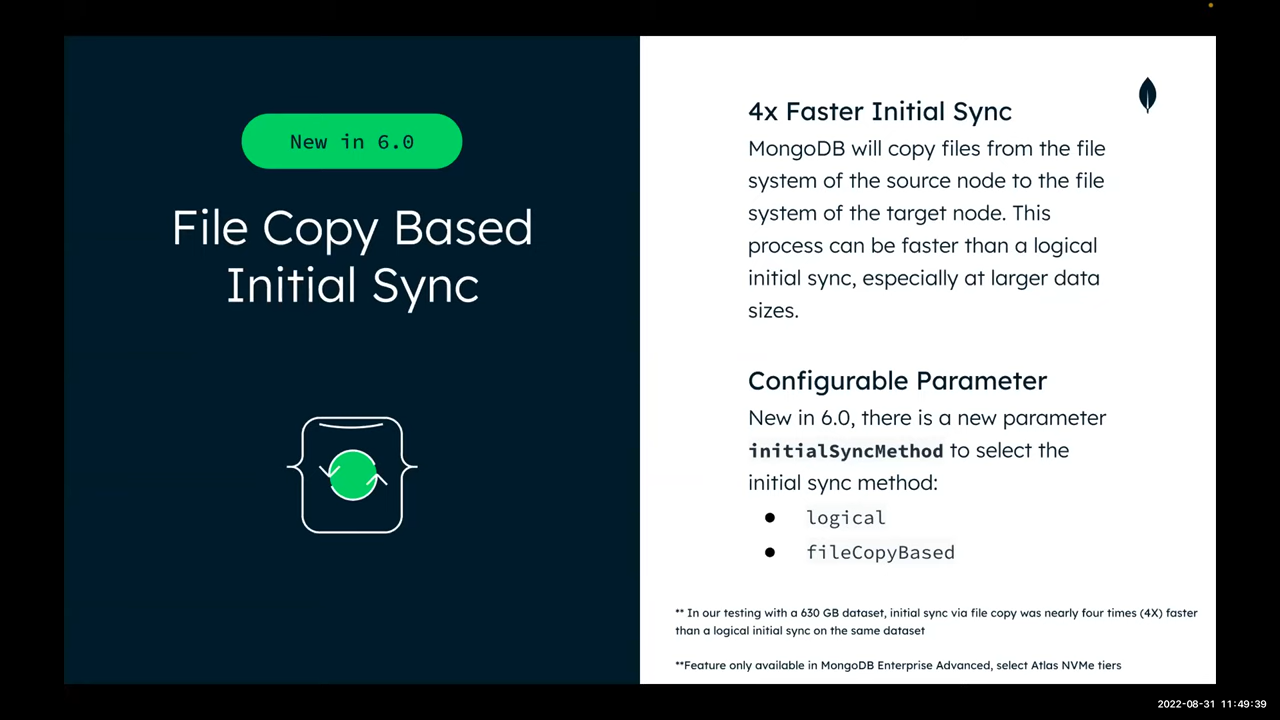 New in 6.0
File Copy Based
Initial Sync
4x Faster Initial Sync
MongoDB will copy files from the file
system of the source node to the file
system of the target node. This
process can be faster than a logical
initial sync, especially at larger data
sizes.
Configurable Parameter
New in 6.0, there is a new parameter
initialSyncMethod to select the
initial sync method:
● logical
● fileCopyBased
** In our testing with a 630 GB dataset, initial sync via file copy was nearly four times (4X) faster
than a logical initial sync on the same dataset
**Feature only available in MongoDB Enterprise Advanced, select Atlas NVMe tiers
2022-08-31 11:49:39